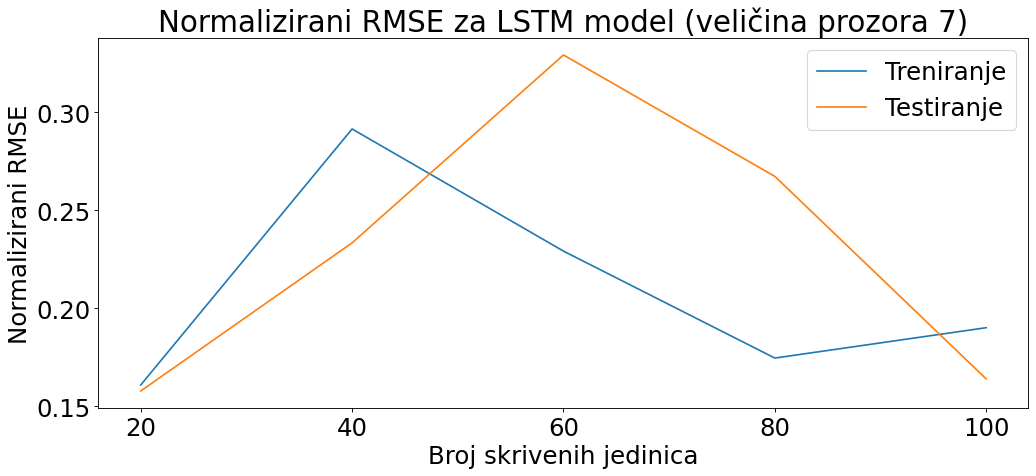 Normalizirani RMSE za LSTM model (veličina prozora 7)
Treniranje
Testiranje
Normalizirani RMSE
0.30
0.25
0.20
0.15
20 40 60 80 100
Broj skrivenih jedinica